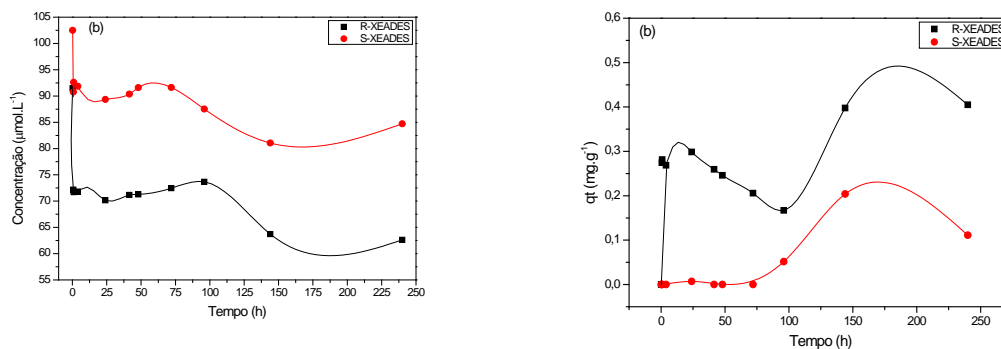 (b)
R-XEADES
S-XEADES
Concentração (µmol.L⁻¹)
105
100
95
90
85
80
75
70
65
60
55
0 25 50 75 100 125 150 175 200 225 250
Tempo (h)
(b)
R-XEADES
S-XEADES
qt (mg.g⁻¹)
0,6
0,5
0,4
0,3
0,2
0,1
0,0
0 50 100 150 200 250
Tempo (h)